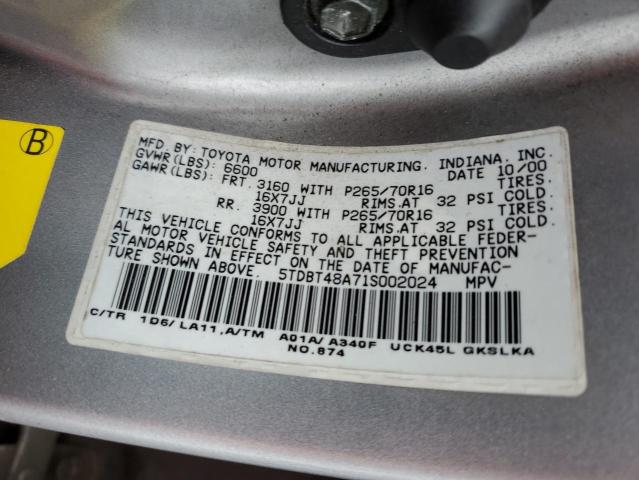 B
MFD. BY: TOYOTA MOTOR MANUFACTURING. INDIANA, INC.
GVWR(LBS): 6600 DATE 10/00
GAWR(LBS): FRT. 3160 WITH P265/70R16 TIRES.
16X7JJ RIMS.AT 32 PSI COLD.
RR. 3900 WITH P265/70R16 TIRES.
16X7JJ RIMS.AT 32 PSI COLD.
THIS VEHICLE CONFORMS TO ALL APPLICABLE FEDER-
AL MOTOR VEHICLE SAFETY AND THEFT PREVENTION
STANDARDS IN EFFECT ON THE DATE OF MANUFAC-
TURE SHOWN ABOVE. 5TDBT48A71S002024 MPV
C/TR 1D6/LA11,A/TM A01A/A340F UCK45L GKSLKA
NO.874